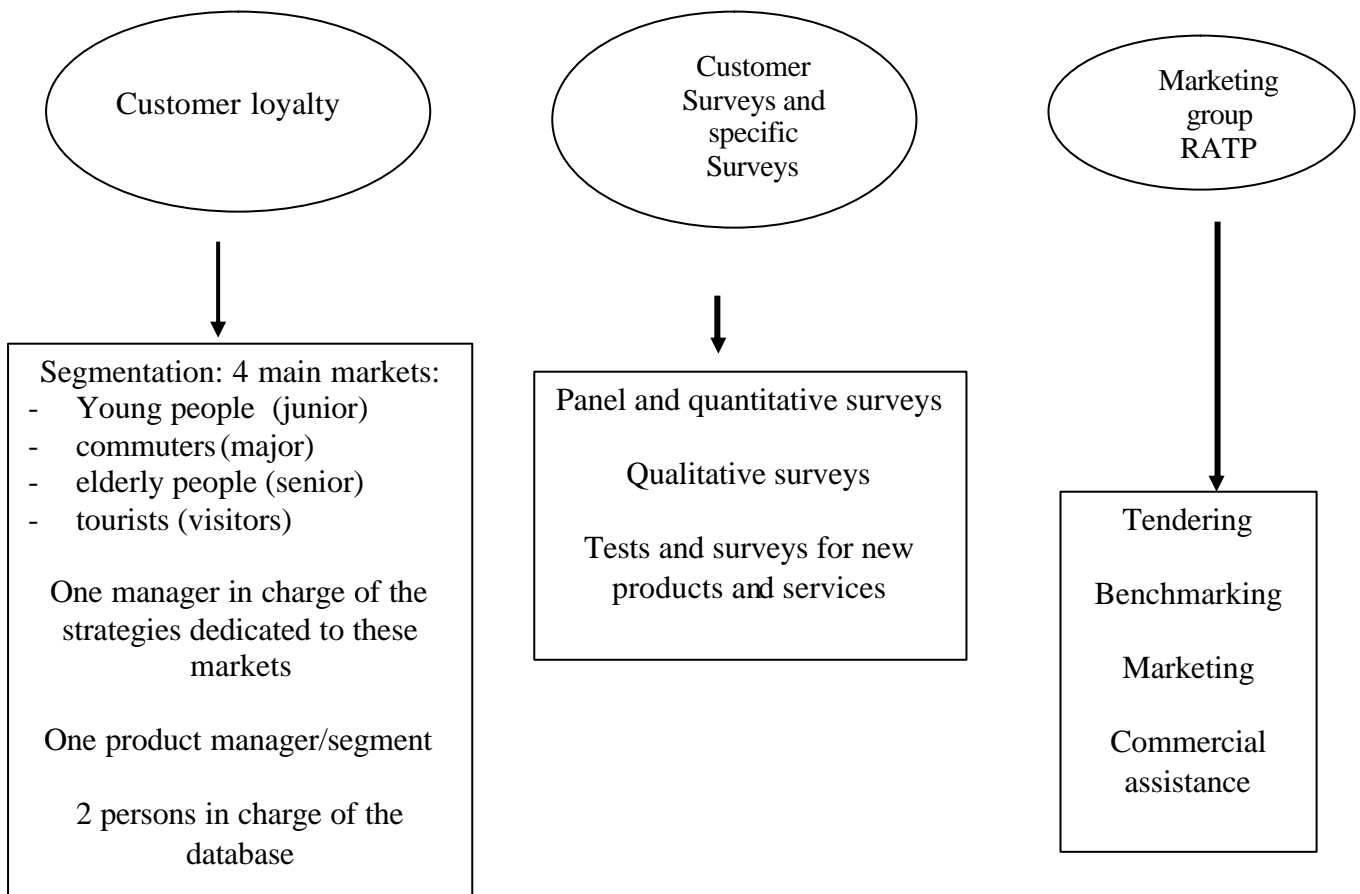 Customer loyalty
Customer
Surveys and
specific
Surveys
Marketing
group
RATP
Segmentation: 4 main markets:
- Young people (junior)
- commuters (major)
- elderly people (senior)
- tourists (visitors)
One manager in charge of the
strategies dedicated to these
markets
One product manager/segment
2 persons in charge of the
database
Panel and quantitative surveys
Qualitative surveys
Tests and surveys for new
products and services
Tendering
Benchmarking
Marketing
Commercial
assistance